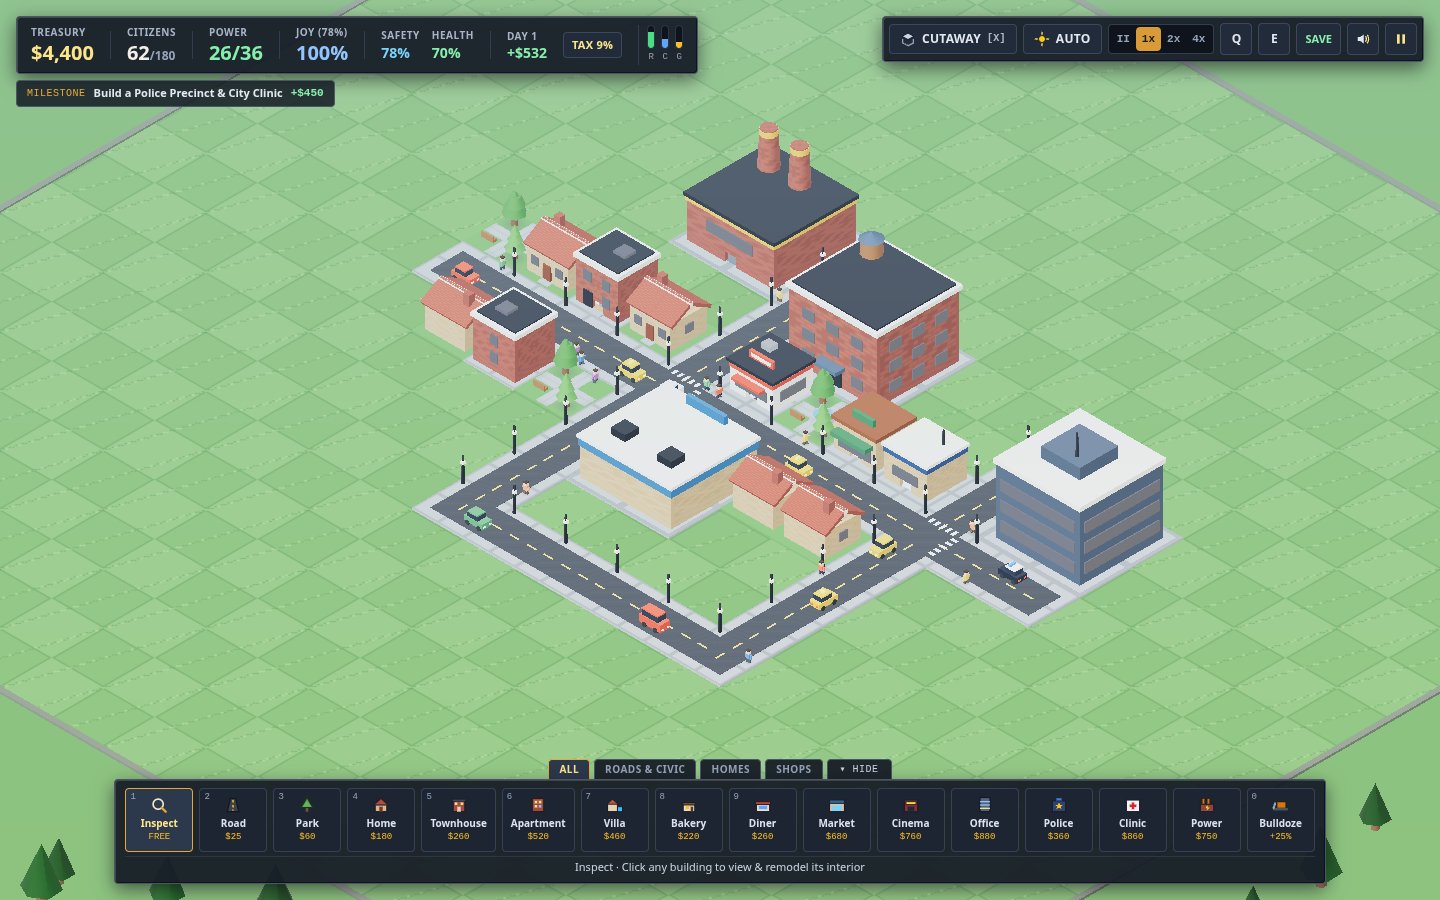 TREASURY
$4,400
CITIZENS
62/180
POWER
26/36
JOY (78%)
100%
SAFETY
78%
HEALTH
70%
DAY 1
+$532
TAX 9%
R C G
CUTAWAY [X]
AUTO
II 1x 2x 4x
Q
E
SAVE
MILESTONE Build a Police Precinct & City Clinic +$450
ALL
ROADS & CIVIC
HOMES
SHOPS
▾ HIDE
1
Inspect
FREE
2
Road
$25
3
Park
$60
4
Home
$180
5
Townhouse
$260
6
Apartment
$520
7
Villa
$460
8
Bakery
$220
9
Diner
$260
Market
$680
Cinema
$760
Office
$880
Police
$360
Clinic
$860
Power
$750
0
Bulldoze
+25%
Inspect · Click any building to view & remodel its interior